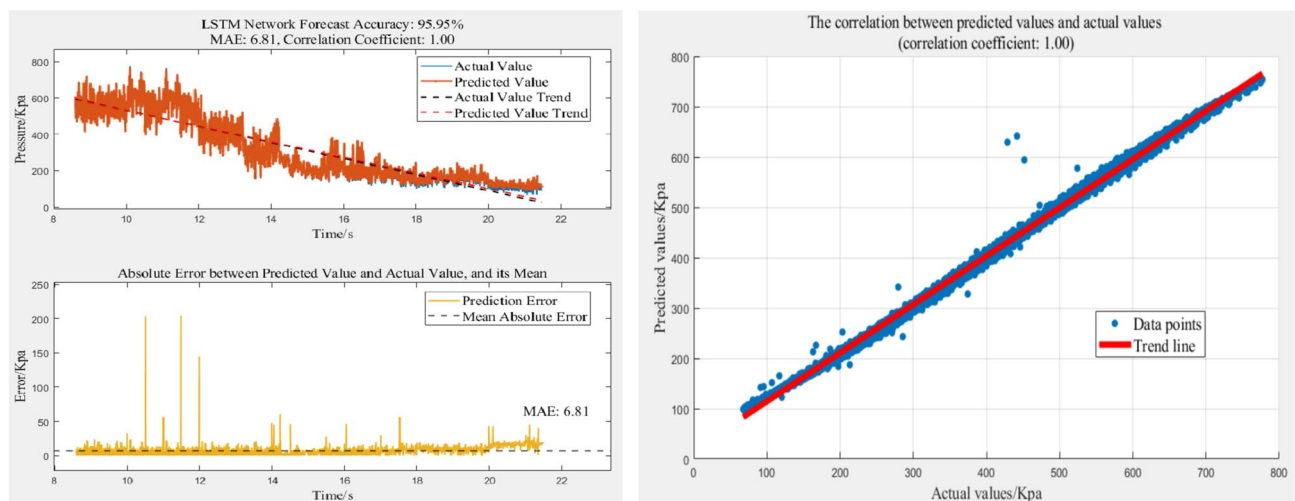 LSTM Network Forecast Accuracy: 95.95%
MAE: 6.81, Correlation Coefficient: 1.00
Actual Value
Predicted Value
Actual Value Trend
Predicted Value Trend
Pressure/Kpa
800
600
400
200
0
8 10 12 14 16 18 20 22
Time/s
Absolute Error between Predicted Value and Actual Value, and its Mean
Prediction Error
Mean Absolute Error
MAE: 6.81
Error/Kpa
250
200
150
100
50
0
8 10 12 14 16 18 20 22
Time/s
The correlation between predicted values and actual values
(correlation coefficient: 1.00)
Predicted values/Kpa
800
700
600
500
400
300
200
100
0
Data points
Trend line
0 100 200 300 400 500 600 700 800
Actual values/Kpa